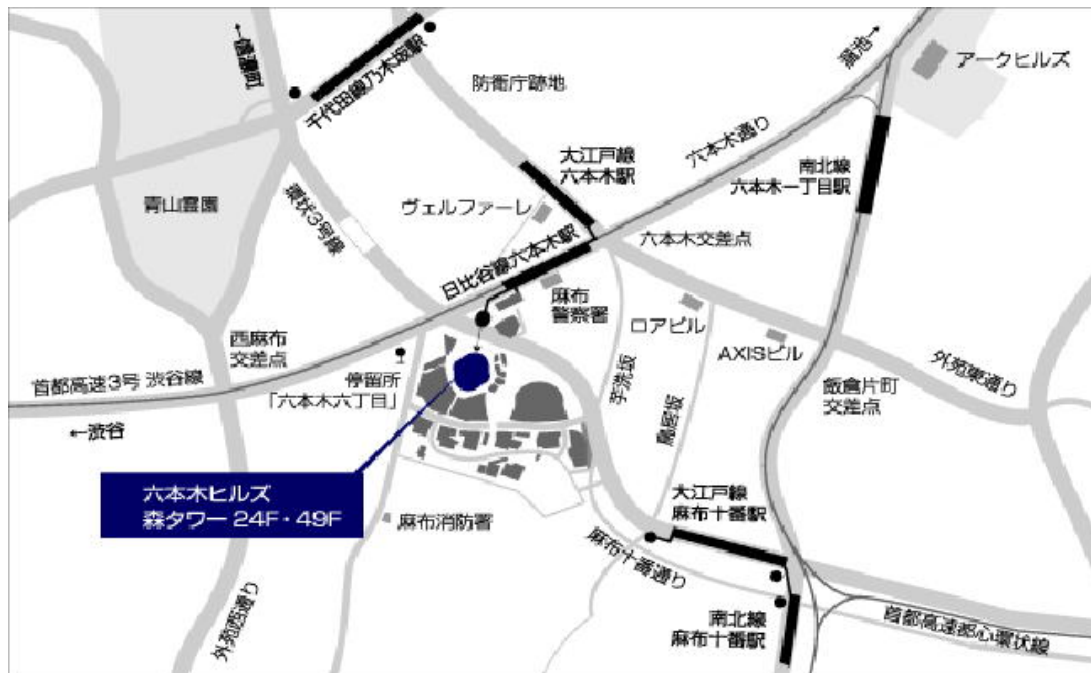 ←信濃町
千代田線乃木坂駅
防衛庁跡地
溜池→
アークヒルズ
大江戸線
六本木駅
六本木通り
南北線
六本木一丁目駅
青山霊園
環状3号線
ヴェルファーレ
日比谷線六本木駅
六本木交差点
麻布
警察署
ロアビル
AXISビル
西麻布
交差点
外苑東通り
首都高速3号 渋谷線
停留所
「六本木六丁目」
芋洗坂
鳥居坂
飯倉片町
交差点
←渋谷
六本木ヒルズ
森タワー 24F・49F
大江戸線
麻布十番駅
麻布消防署
麻布十番通り
外苑西通り
南北線
麻布十番駅
首都高速都心環状線